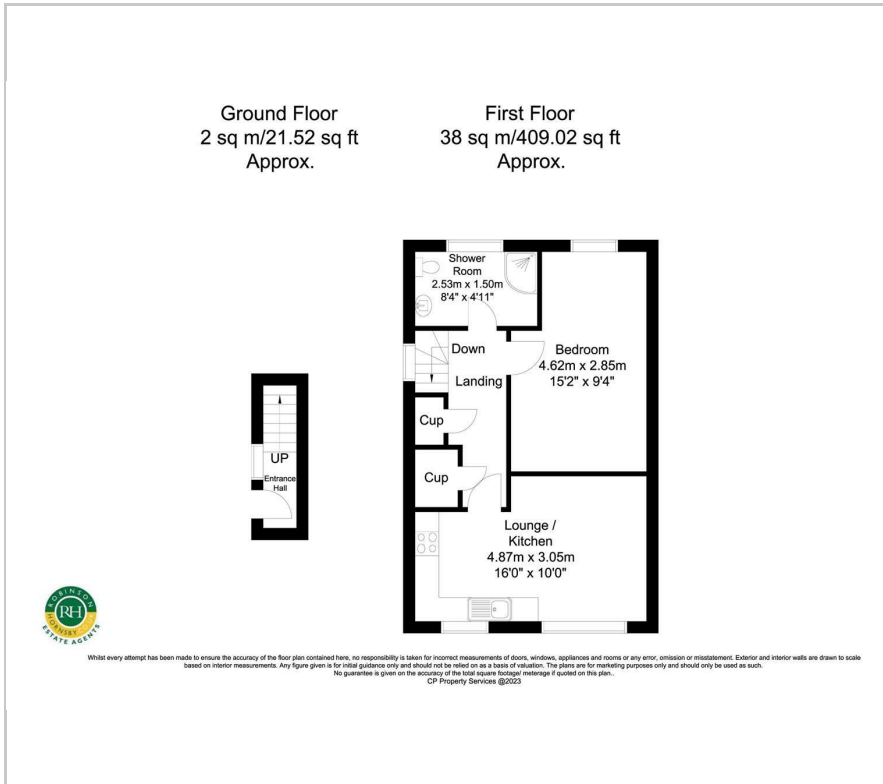 Ground Floor
2 sq m/21.52 sq ft
Approx.
First Floor
38 sq m/409.02 sq ft
Approx.
Shower
Room
2.53m x 1.50m
8'4" x 4'11"
Down
Landing
Bedroom
4.62m x 2.85m
15'2" x 9'4"
Cup
Cup
UP
Entrance
Hall
Lounge /
Kitchen
4.87m x 3.05m
16'0" x 10'0"
ROBINSON
HORNSBY
RH
ESTATE AGENTS
Whilst every attempt has been made to ensure the accuracy of the floor plan contained here, no responsibility is taken for incorrect measurements of doors, windows, appliances and rooms or any error, omission or misstatement. Exterior and interior walls are drawn to scale
based on interior measurements. Any figure given is for initial guidance only and should not be relied on as a basis of valuation. The plans are for marketing purposes only and should only be used as such.
No guarantee is given on the accuracy of the total square footage/ meterage if quoted on this plan..
CP Property Services @2023